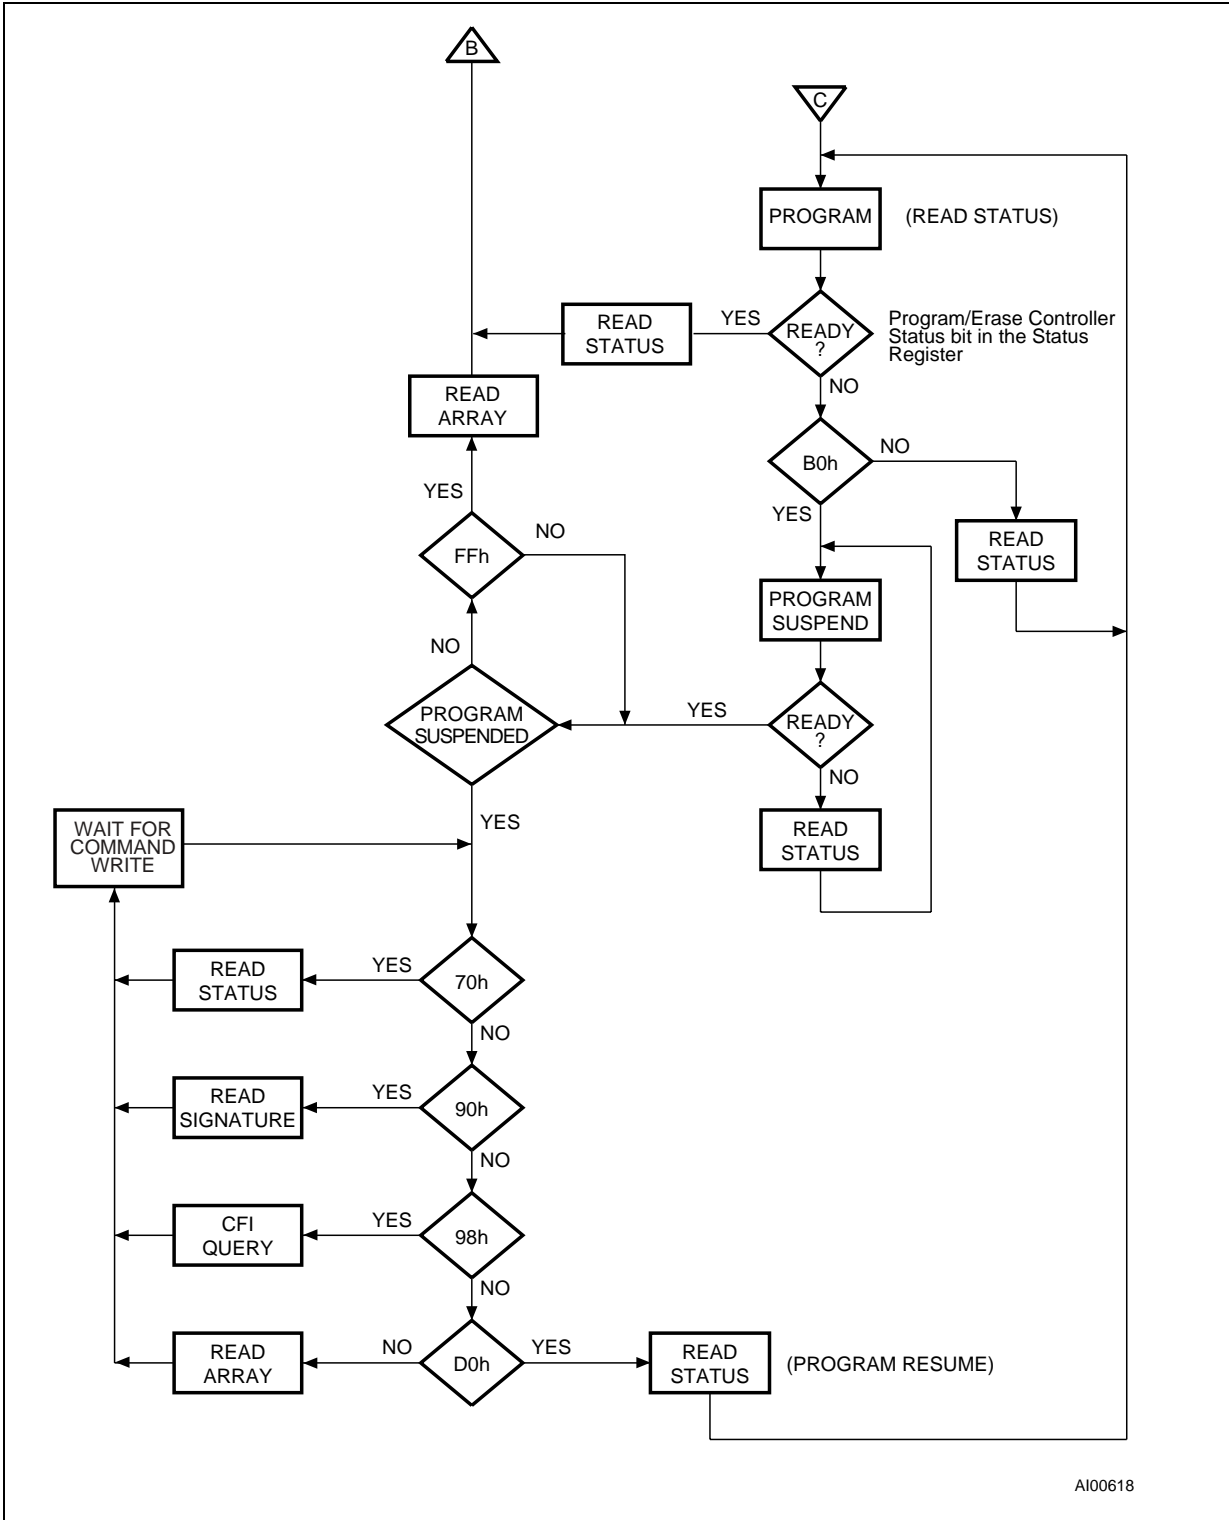 B
C
PROGRAM
(READ STATUS)
READ
STATUS
YES
READY
?
Program/Erase Controller
Status bit in the Status
Register
NO
READ
ARRAY
B0h
NO
YES
YES
READ
STATUS
FFh
NO
PROGRAM
SUSPEND
NO
PROGRAM
SUSPENDED
YES
READY
?
NO
YES
READ
STATUS
WAIT FOR
COMMAND
WRITE
READ
STATUS
YES
70h
NO
READ
SIGNATURE
YES
90h
NO
CFI
QUERY
YES
98h
NO
READ
ARRAY
NO
D0h
YES
READ
STATUS
(PROGRAM RESUME)
AI00618